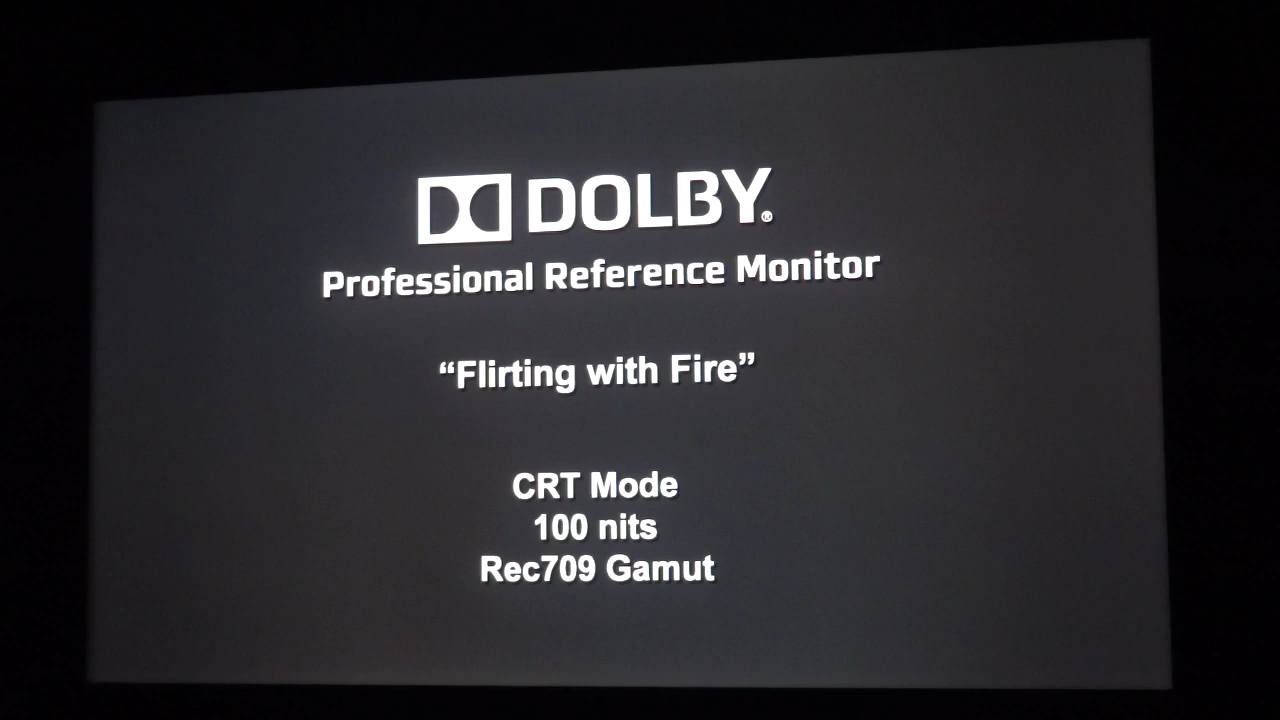 DOLBY®
Professional Reference Monitor
“Flirting with Fire”
CRT Mode
100 nits
Rec709 Gamut